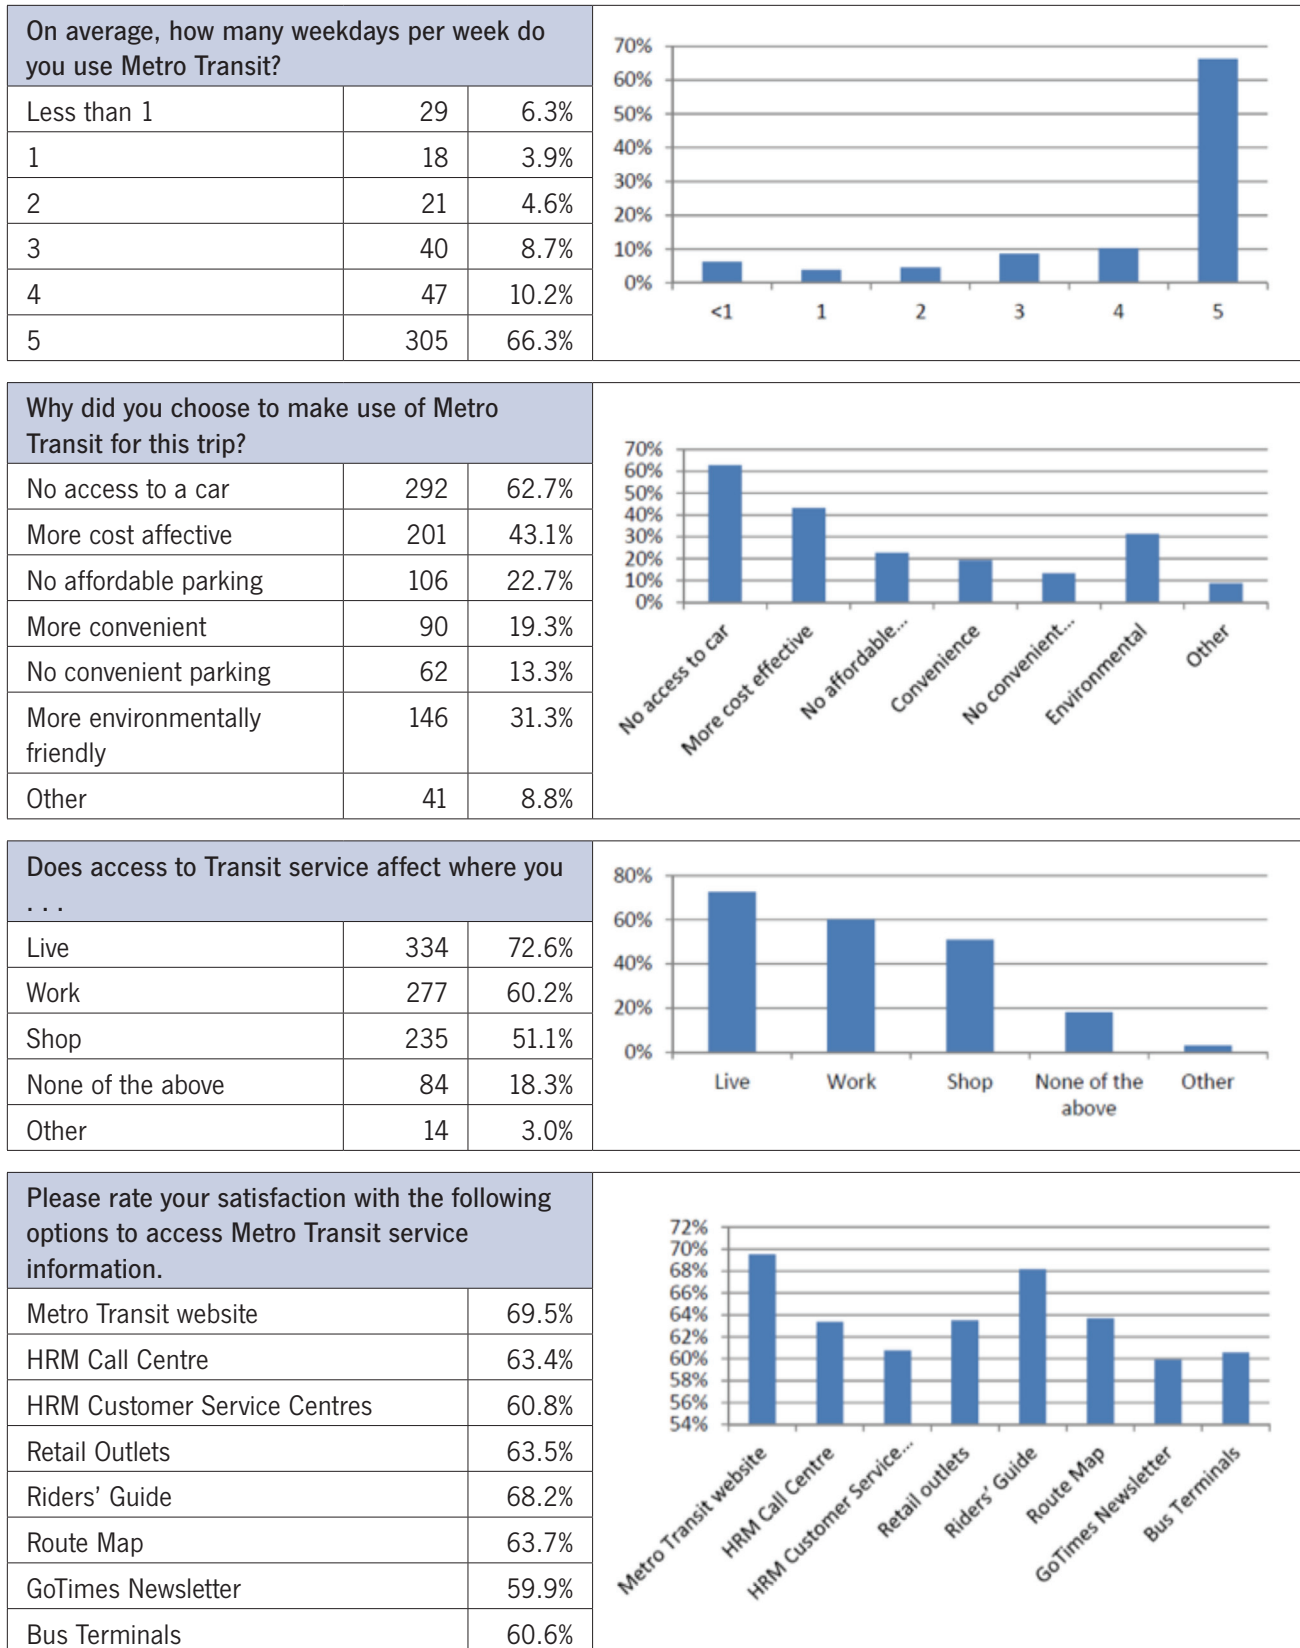 On average, how many weekdays per week do
you use Metro Transit?
Less than 1 29 6.3%
1 18 3.9%
2 21 4.6%
3 40 8.7%
4 47 10.2%
5 305 66.3%
70%
60%
50%
40%
30%
20%
10%
0%
<1 1 2 3 4 5
Why did you choose to make use of Metro
Transit for this trip?
No access to a car 292 62.7%
More cost affective 201 43.1%
No affordable parking 106 22.7%
More convenient 90 19.3%
No convenient parking 62 13.3%
More environmentally 146 31.3%
friendly
Other 41 8.8%
70%
60%
50%
40%
30%
20%
10%
0%
No access to car
More cost effective
No affordable...
Convenience
No convenient...
Environmental
Other
Does access to Transit service affect where you
. . .
Live 334 72.6%
Work 277 60.2%
Shop 235 51.1%
None of the above 84 18.3%
Other 14 3.0%
80%
60%
40%
20%
0%
Live Work Shop None of the Other
above
Please rate your satisfaction with the following
options to access Metro Transit service
information.
Metro Transit website 69.5%
HRM Call Centre 63.4%
HRM Customer Service Centres 60.8%
Retail Outlets 63.5%
Riders' Guide 68.2%
Route Map 63.7%
GoTimes Newsletter 59.9%
Bus Terminals 60.6%
72%
70%
68%
66%
64%
62%
60%
58%
56%
54%
Metro Transit website
HRM Call Centre
HRM Customer Service...
Retail outlets
Riders' Guide
Route Map
GoTimes Newsletter
Bus Terminals